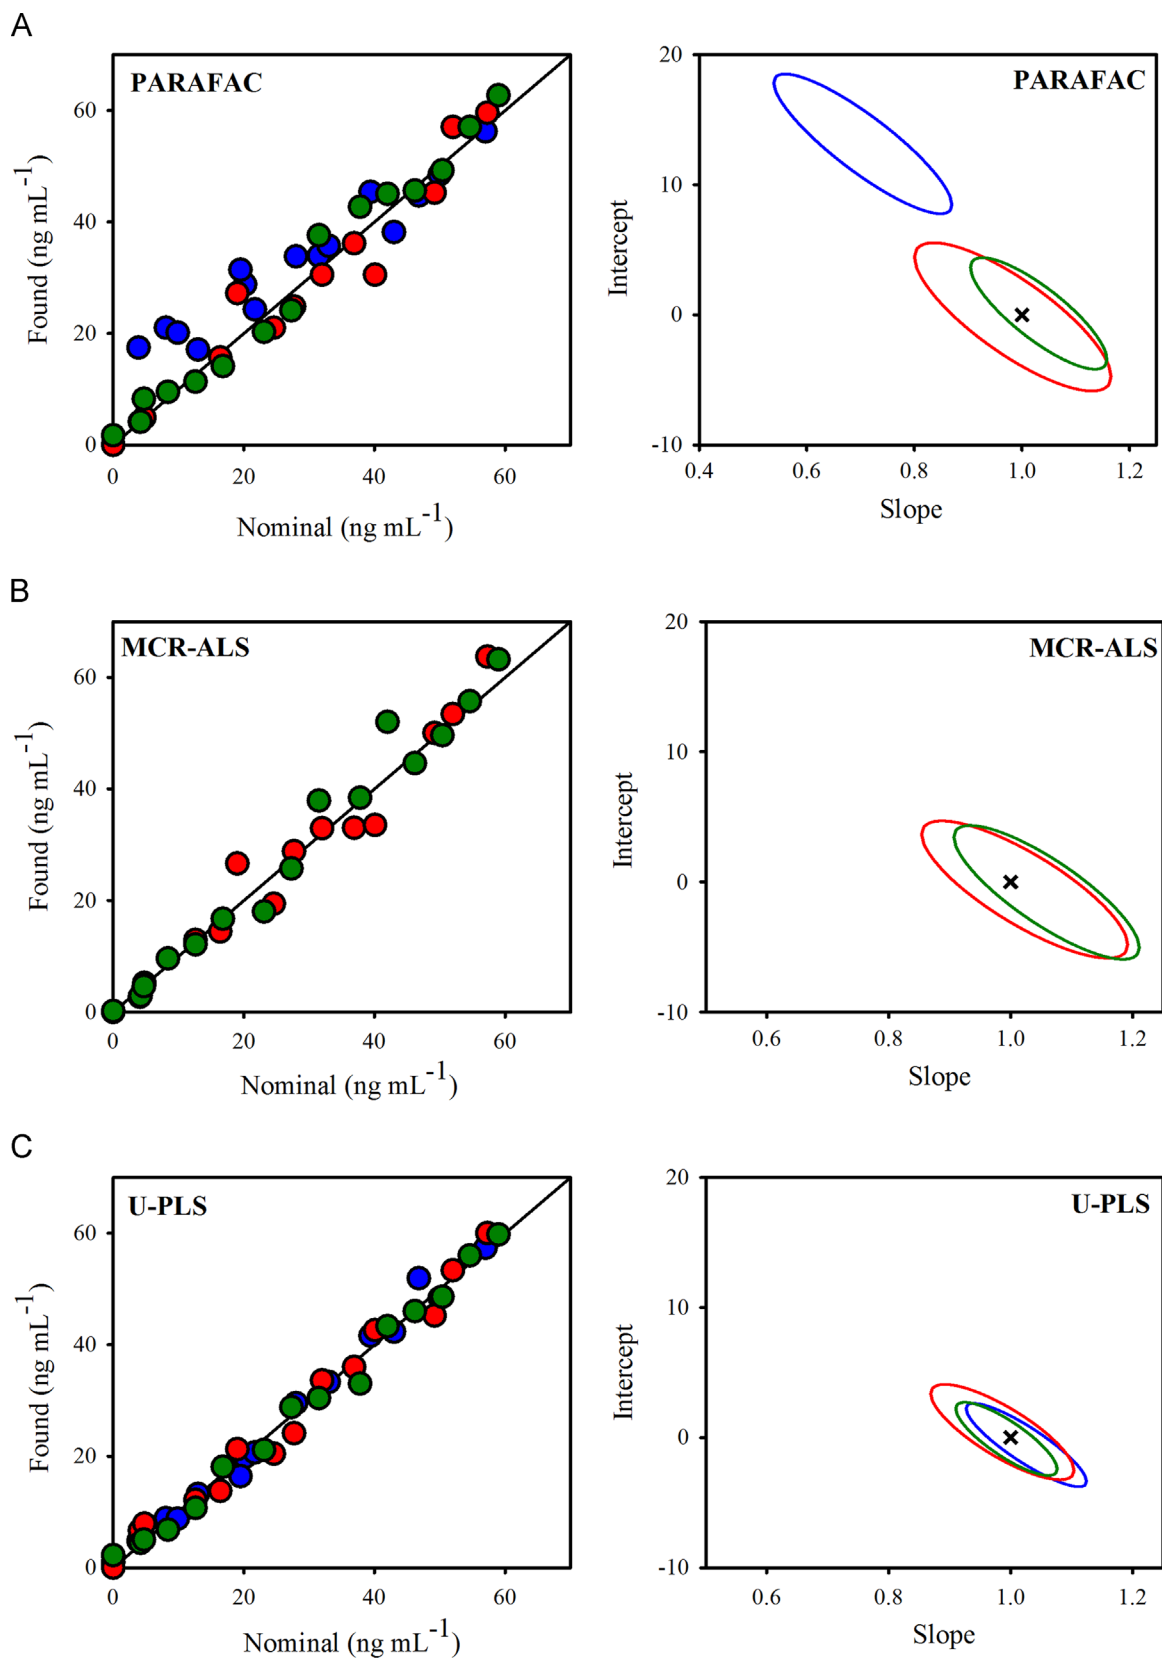 A
PARAFAC
Found (ng mL-1)
60
40
20
0
0 20 40 60
Nominal (ng mL-1)
PARAFAC
Intercept
20
10
0
-10
0.4 0.6 0.8 1.0 1.2
Slope
B
MCR-ALS
Found (ng mL-1)
60
40
20
0
0 20 40 60
Nominal (ng mL-1)
MCR-ALS
Intercept
20
10
0
-10
0.6 0.8 1.0 1.2
Slope
C
U-PLS
Found (ng mL-1)
60
40
20
0
0 20 40 60
Nominal (ng mL-1)
U-PLS
Intercept
20
10
0
-10
0.6 0.8 1.0 1.2
Slope